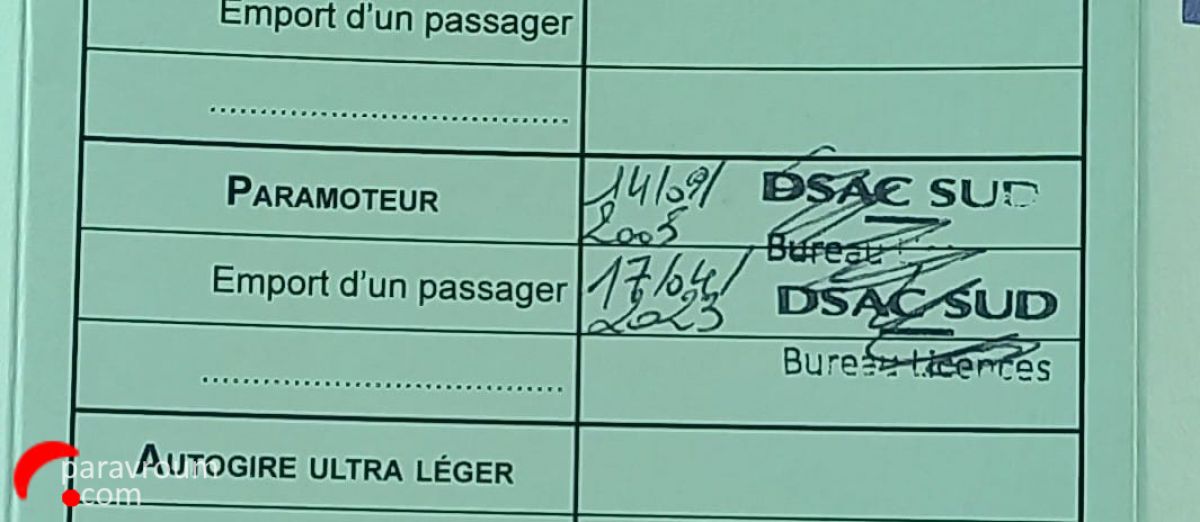 Emport d'un passager
..........................................
PARAMOTEUR
14/09/
2005
DSAC SUD
Bureau
Emport d'un passager
17/04/
2023
DSAC SUD
Bureau Licences
..........................................
AUTOGIRE ULTRA LÉGER
paravroum
.com